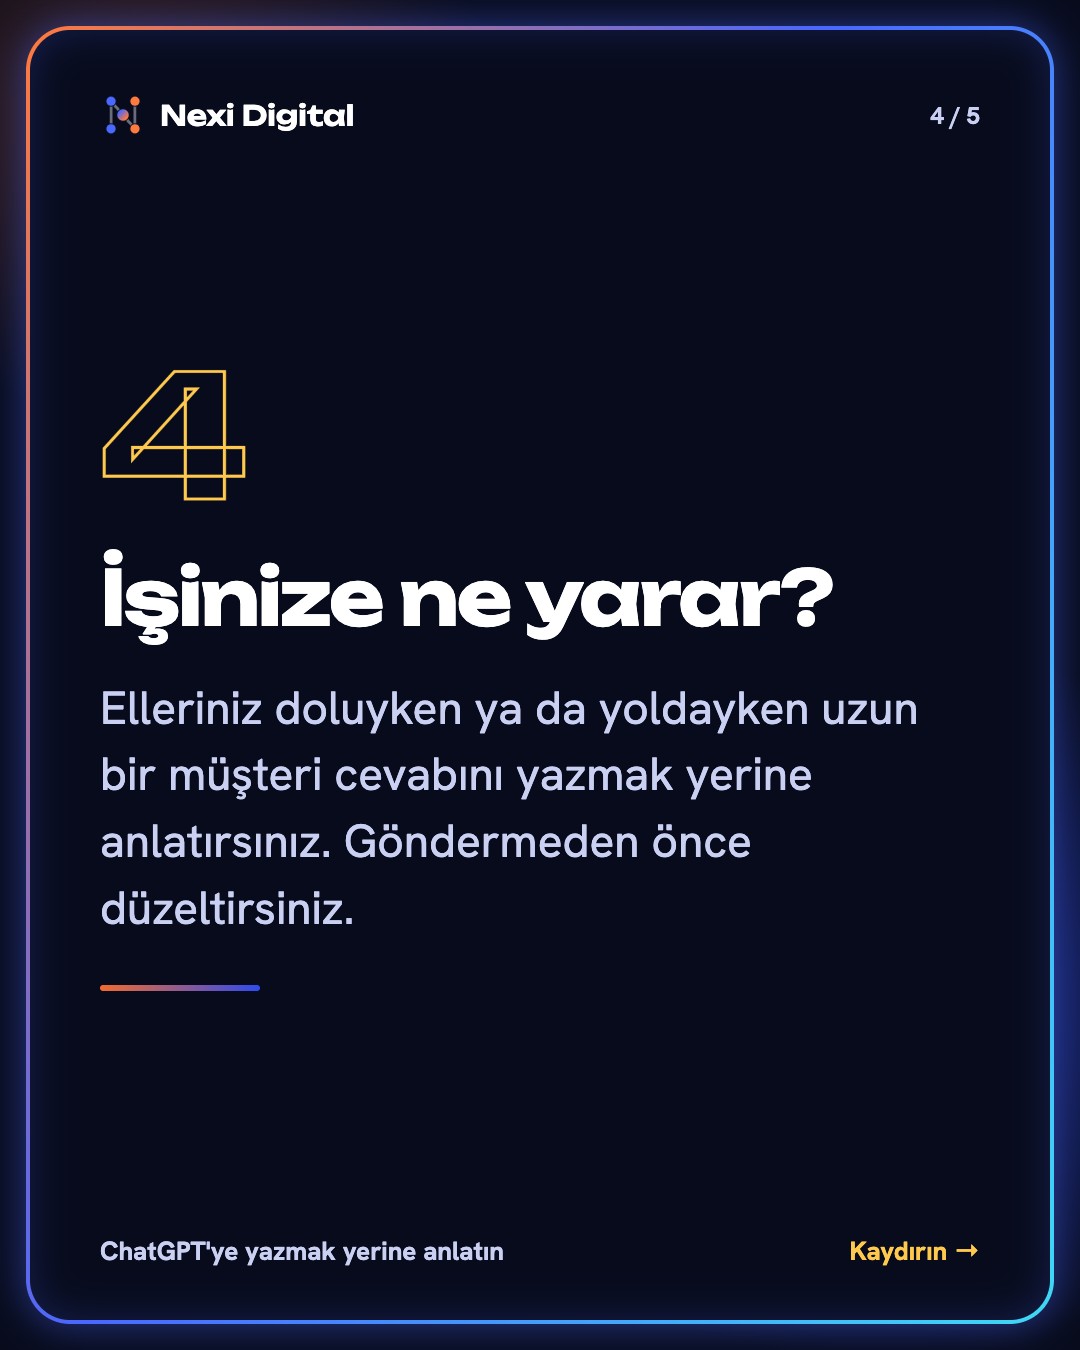 Nexi Digital
4 / 5
4
İşinize ne yarar?
Elleriniz doluyken ya da yoldayken uzun
bir müşteri cevabını yazmak yerine
anlatırsınız. Göndermeden önce
düzeltirsiniz.
ChatGPT'ye yazmak yerine anlatın
Kaydırın →